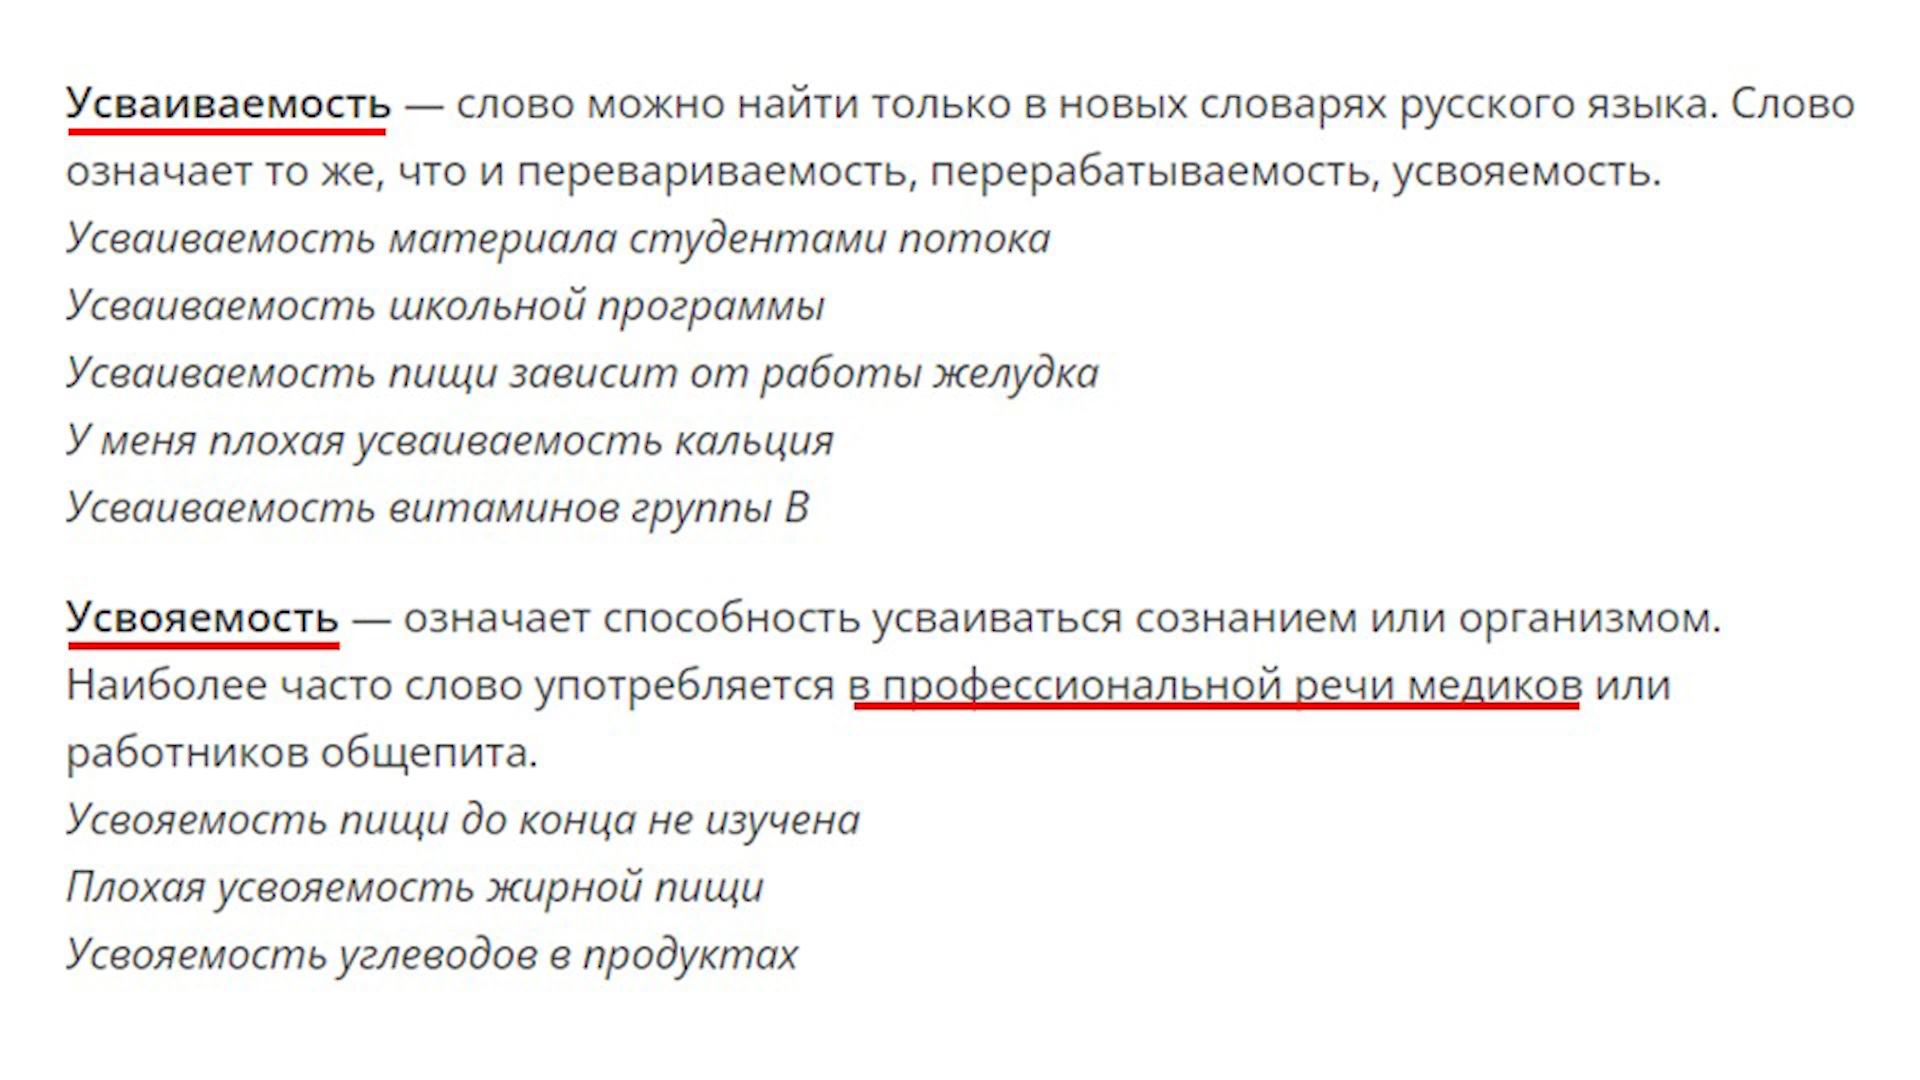 Усваиваемость — слово можно найти только в новых словарях русского языка. Слово
означает то же, что и перевариваемость, перерабатываемость, усвояемость.
Усваиваемость материала студентами потока
Усваиваемость школьной программы
Усваиваемость пищи зависит от работы желудка
У меня плохая усваиваемость кальция
Усваиваемость витаминов группы В
Усвояемость — означает способность усваиваться сознанием или организмом.
Наиболее часто слово употребляется в профессиональной речи медиков или
работников общепита.
Усвояемость пищи до конца не изучена
Плохая усвояемость жирной пищи
Усвояемость углеводов в продуктах